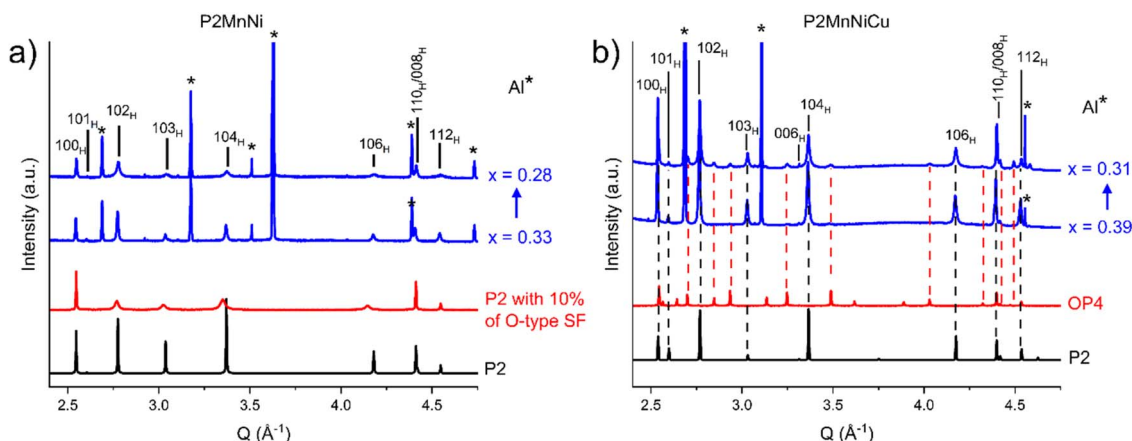 P2MnNi
P2MnNiCu
a)
b)
*
*
*
*
*
*
100H
101H
102H
103H
104H
106H
110H/008H
112H
Al*
x = 0.28
x = 0.33
*
P2 with 10%
of O-type SF
P2
Intensity (a.u.)
2.5
3.0
3.5
4.0
4.5
Q (Å⁻¹)
*
*
100H
101H
102H
103H
006H
104H
106H
110H/008H
112H
*
Al*
x = 0.31
x = 0.39
*
OP4
P2
Intensity (a.u.)
2.5
3.0
3.5
4.0
4.5
Q (Å⁻¹)